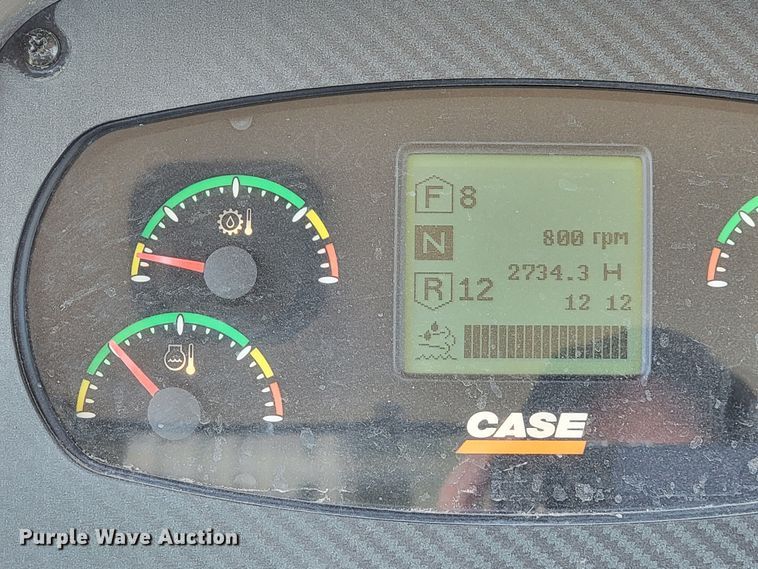 F 8
N 800 rpm
2734.3 H
R 12
12 12
CASE
Purple Wave Auction